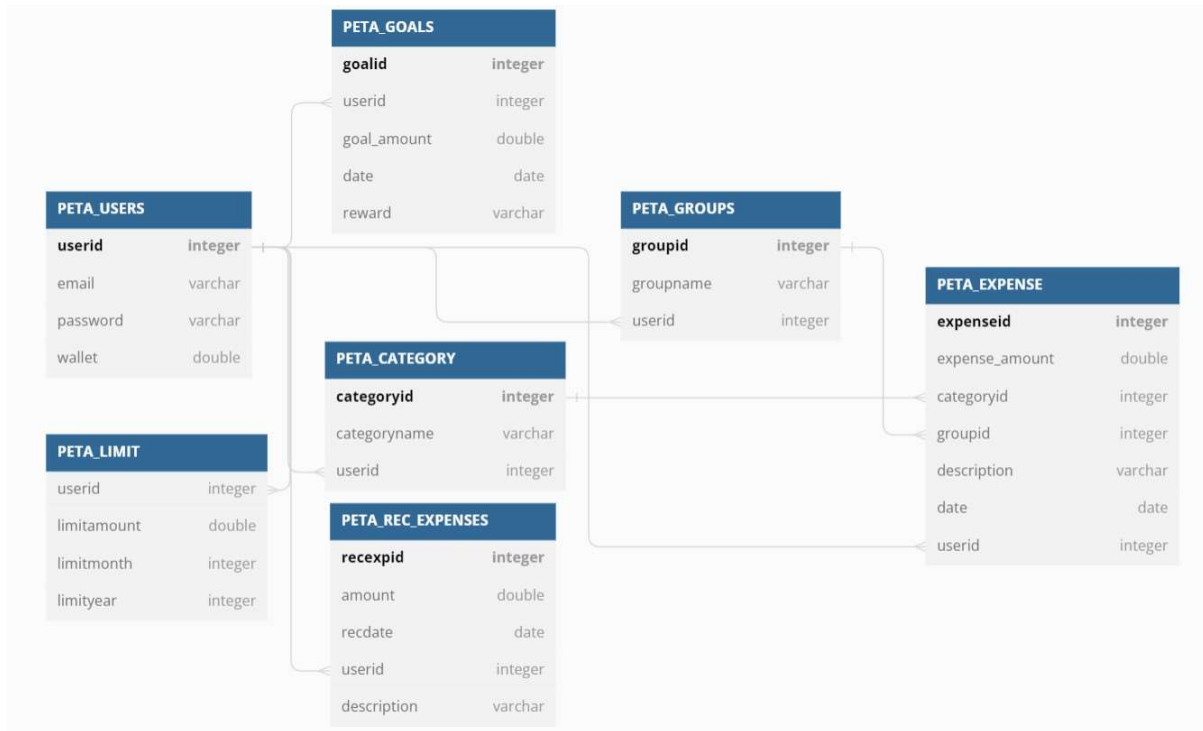 PETA_GOALS
goalid integer
userid integer
goal_amount double
date date
reward varchar
PETA_USERS
userid integer
email varchar
password varchar
wallet double
PETA_GROUPS
groupid integer
groupname varchar
userid integer
PETA_EXPENSE
expenseid integer
expense_amount double
categoryid integer
groupid integer
description varchar
date date
userid integer
PETA_CATEGORY
categoryid integer
categoryname varchar
userid integer
PETA_LIMIT
userid integer
limitamount double
limitmonth integer
limityear integer
PETA_REC_EXPENSES
recexpid integer
amount double
recdate date
userid integer
description varchar